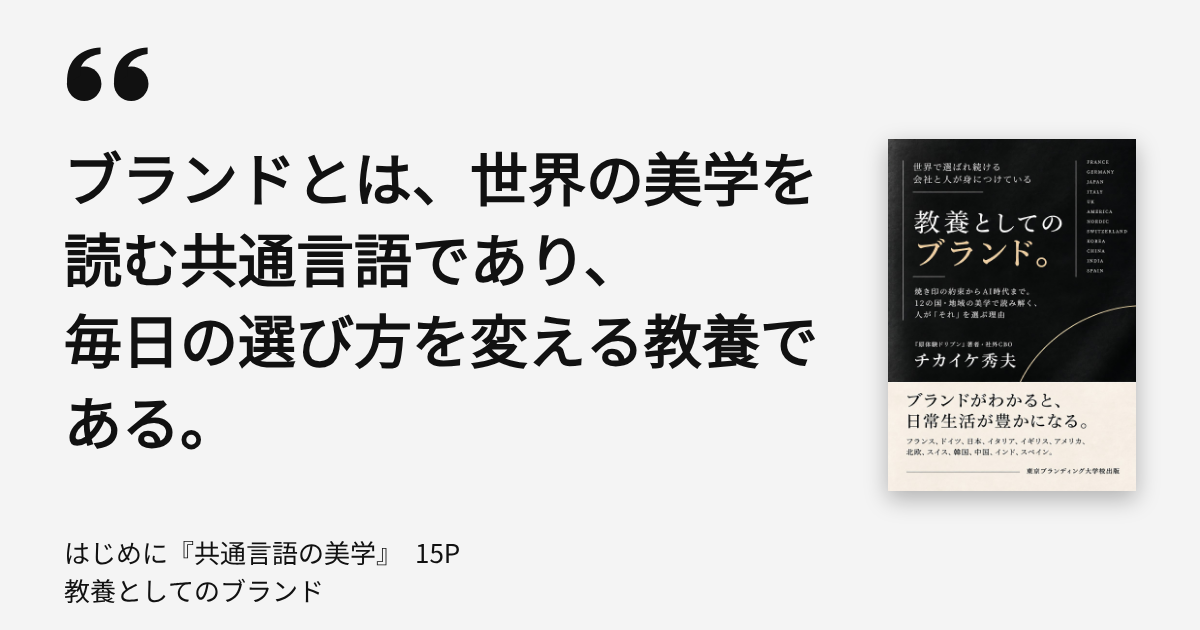 “
ブランドとは、世界の美学を
読む共通言語であり、
毎日の選び方を変える教養で
ある。
はじめに『共通言語の美学』 15P
教養としてのブランド
世界で選ばれ続ける
会社と人が身につけている
教養としての
ブランド。
焼き印の約束からAI時代まで。
12の国・地域の美学で読み解く、
人が「それ」を選ぶ理由
『原体験ドリブン』著者・社外CBO
チカイケ秀夫
FRANCE
GERMANY
JAPAN
ITALY
UK
AMERICA
NORDIC
SWITZERLAND
KOREA
CHINA
INDIA
SPAIN
ブランドがわかると、
日常生活が豊かになる。
フランス、ドイツ、日本、イタリア、イギリス、アメリカ、
北欧、スイス、韓国、中国、インド、スペイン。
東京ブランディング大学校出版